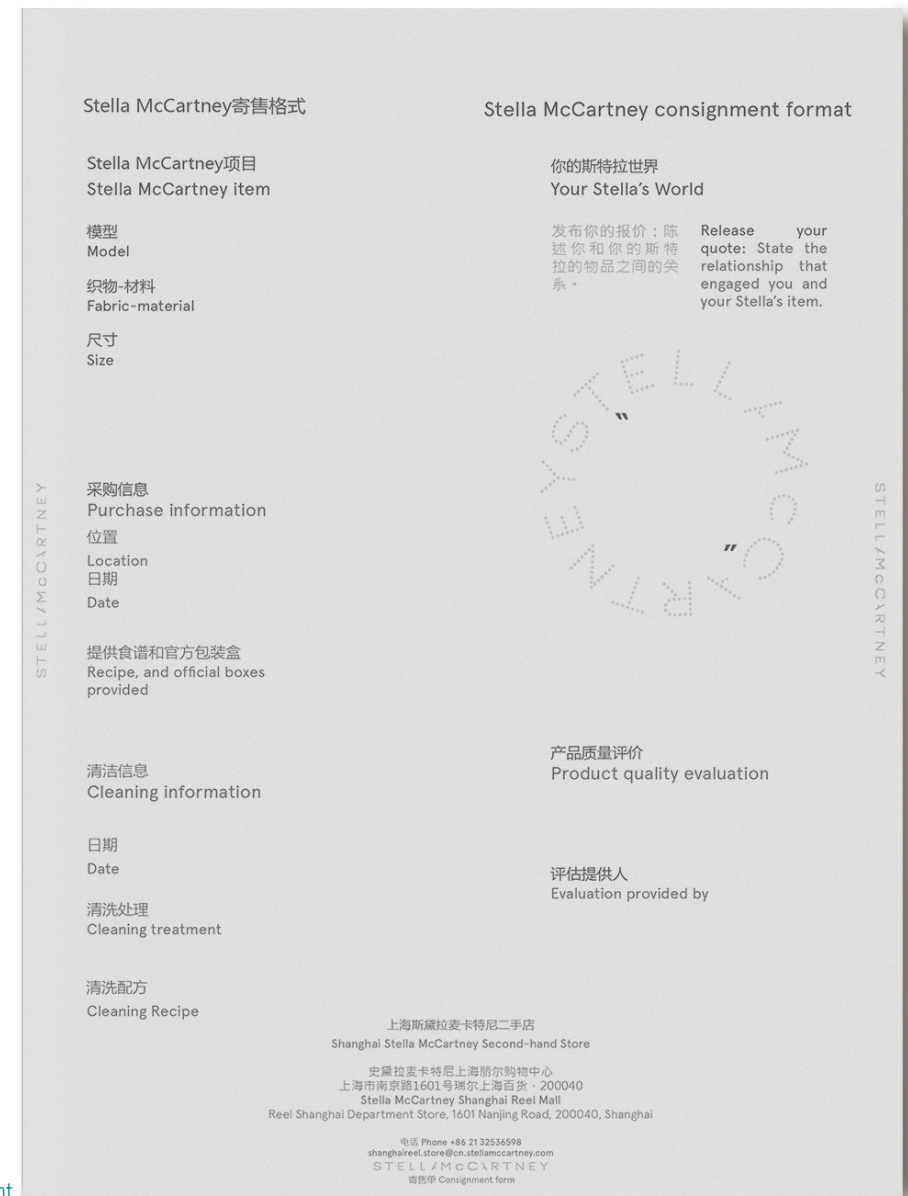 Stella McCartney寄售格式
Stella McCartney项目
Stella McCartney item
模型
Model
织物-材料
Fabric-material
尺寸
Size
采购信息
Purchase information
位置
Location
日期
Date
提供食谱和官方包装盒
Recipe, and official boxes
provided
清洁信息
Cleaning information
日期
Date
清洗处理
Cleaning treatment
清洗配方
Cleaning Recipe
STELLA McCARTNEY
Stella McCartney consignment format
你的斯特拉世界
Your Stella's World
发布你的报价：陈
述你和你的斯特
拉的物品之间的关
系。
Release your
quote: State the
relationship that
engaged you and
your Stella's item.
STELLA McCARTNEY
"
"
产品质量评价
Product quality evaluation
评估提供人
Evaluation provided by
STELLA McCARTNEY
上海斯黛拉麦卡特尼二手店
Shanghai Stella McCartney Second-hand Store
史黛拉麦卡特尼上海丽尔购物中心
上海市南京路1601号瑞尔上海百货·200040
Stella McCartney Shanghai Reel Mall
Reel Shanghai Department Store, 1601 Nanjing Road, 200040, Shanghai
电话 Phone +86 21 32536598
shanghaireel.store@cn.stellamccartney.com
STELLA McCARTNEY
寄售单 Consignment form
nt